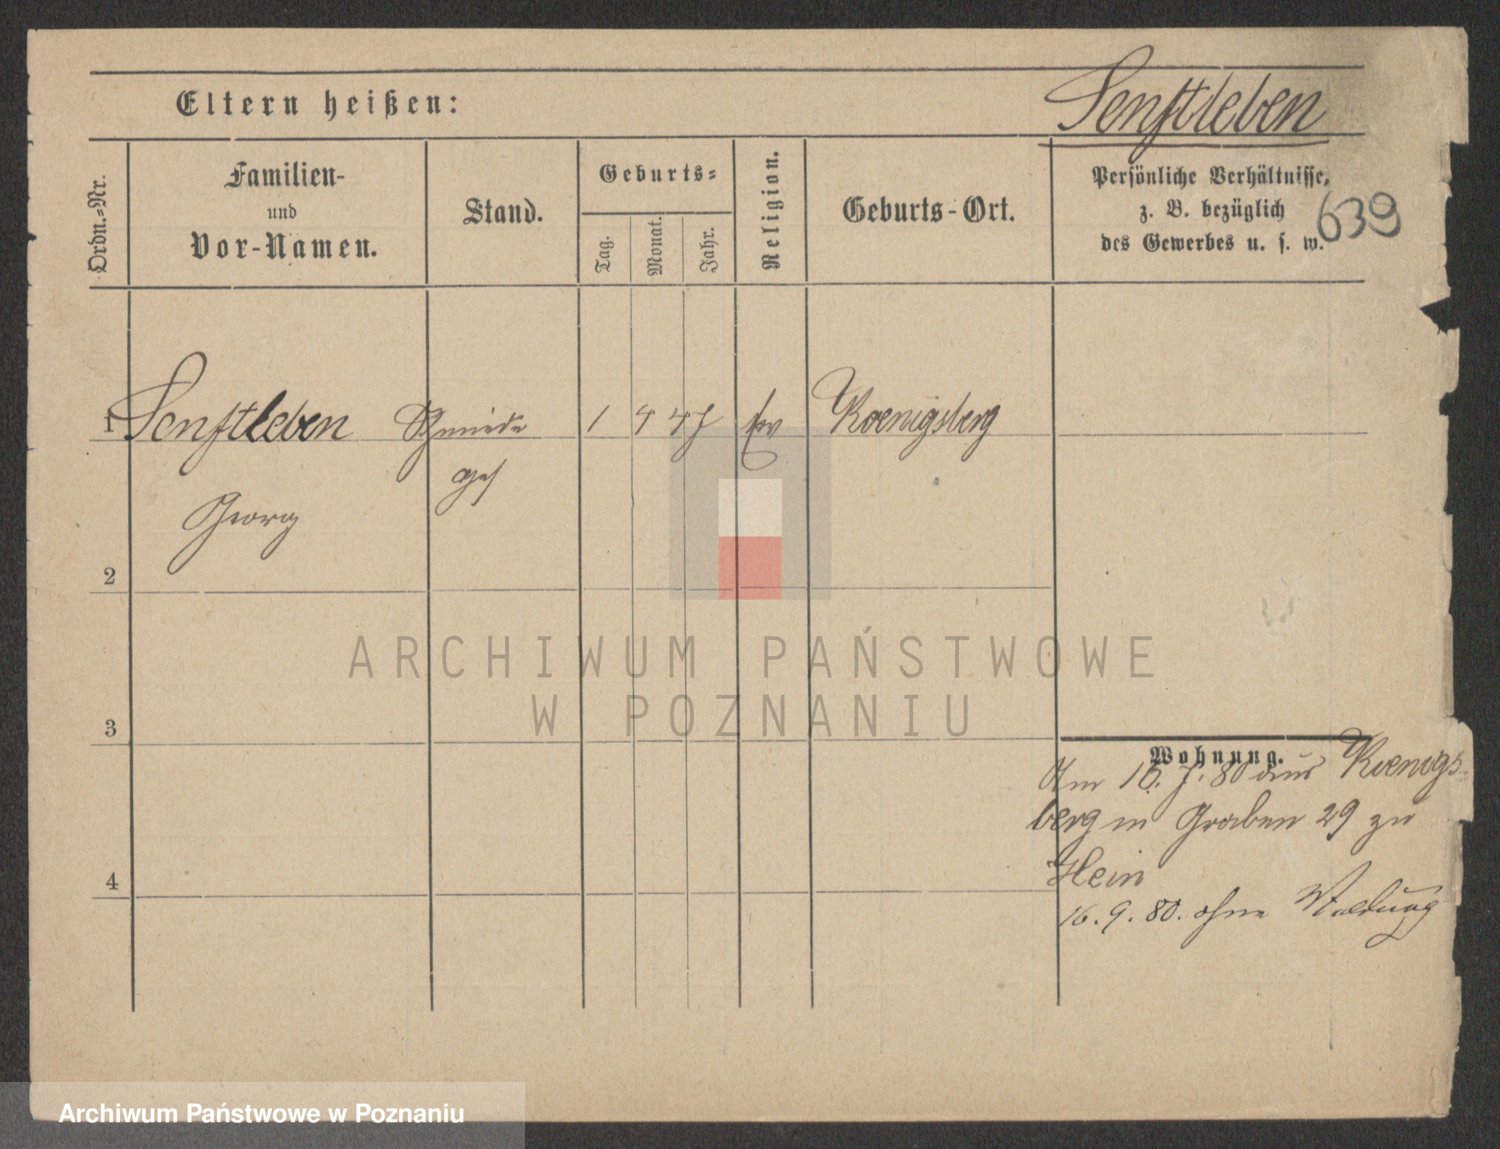 Eltern heißen:
Senftleben
Ordn.=Nr.
Familien-
und
Vor-Namen.
Stand.
Geburts=
Tag.
Monat.
Jahr.
Religion.
Geburts-Ort.
Persönliche Verhältnisse,
z. B. bezüglich
des Gewerbes u. s. w.
639
1 Senftleben Schmiede 1 4 47 Ev Koenigsberg
ges
Georg
2
3
4
Wohnung.
Am 16.7.80 aus Koenigs-
berg in Graben 29 zu
Hein
16.9.80. ohne Meldung
ARCHIWUM PAŃSTWOWE
W POZNANIU
Archiwum Państwowe w Poznaniu